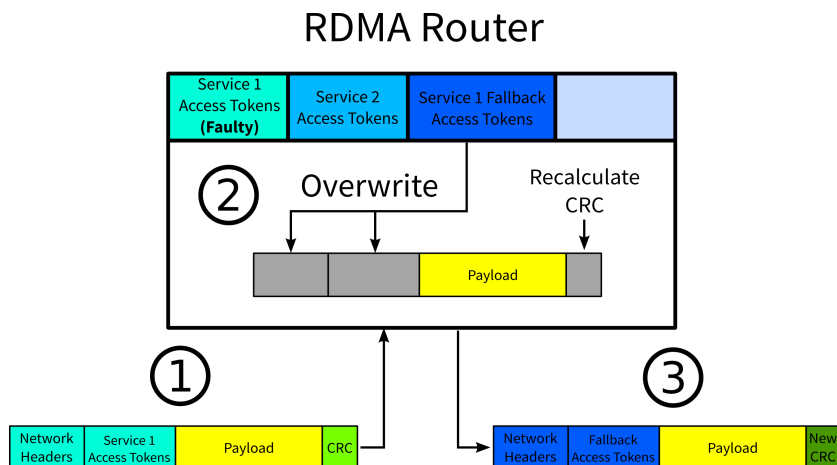 RDMA Router
Service 1
Access Tokens
(Faulty)
Service 2
Access Tokens
Service 1 Fallback
Access Tokens
2
Overwrite
Recalculate
CRC
Payload
1
3
Network
Headers
Service 1
Access Tokens
Payload
CRC
Network
Headers
Fallback
Access Tokens
Payload
New
CRC